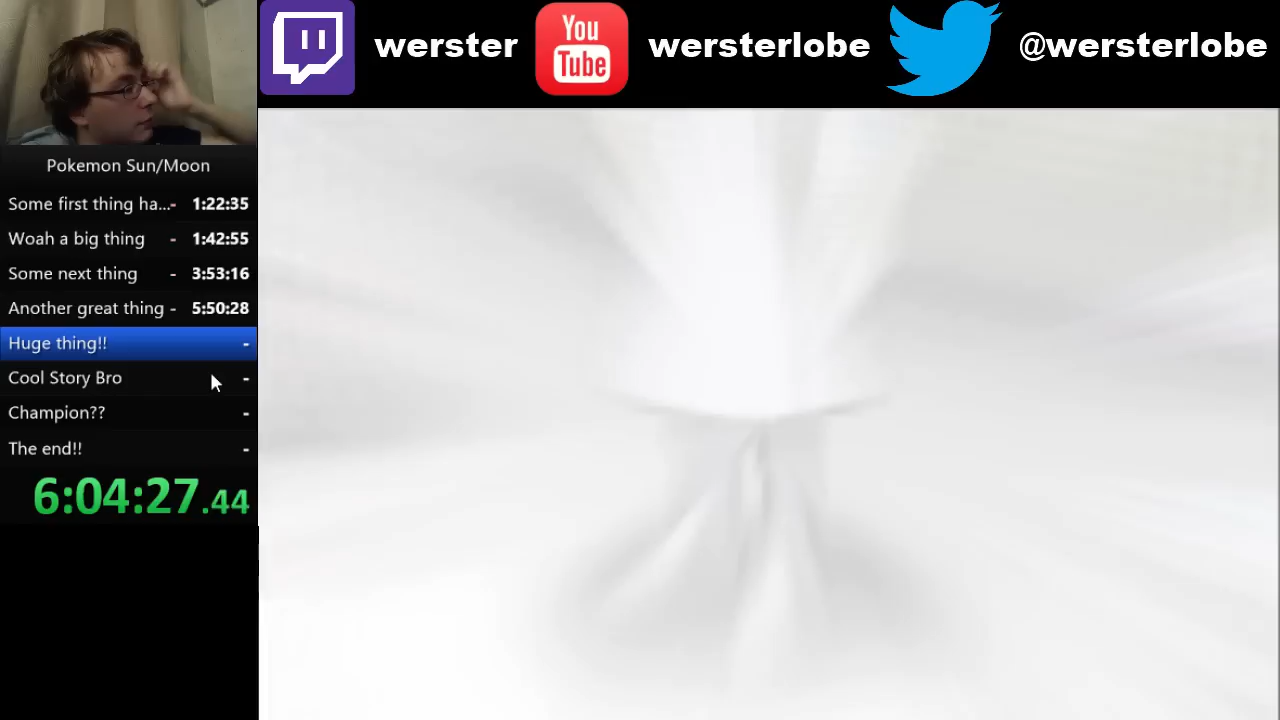 werster
You
Tube
wersterlobe
@wersterlobe
Pokemon Sun/Moon
Some first thing ha...- 1:22:35
Woah a big thing - 1:42:55
Some next thing - 3:53:16
Another great thing - 5:50:28
Huge thing!! -
Cool Story Bro -
Champion?? -
The end!! -
6:04:27.44